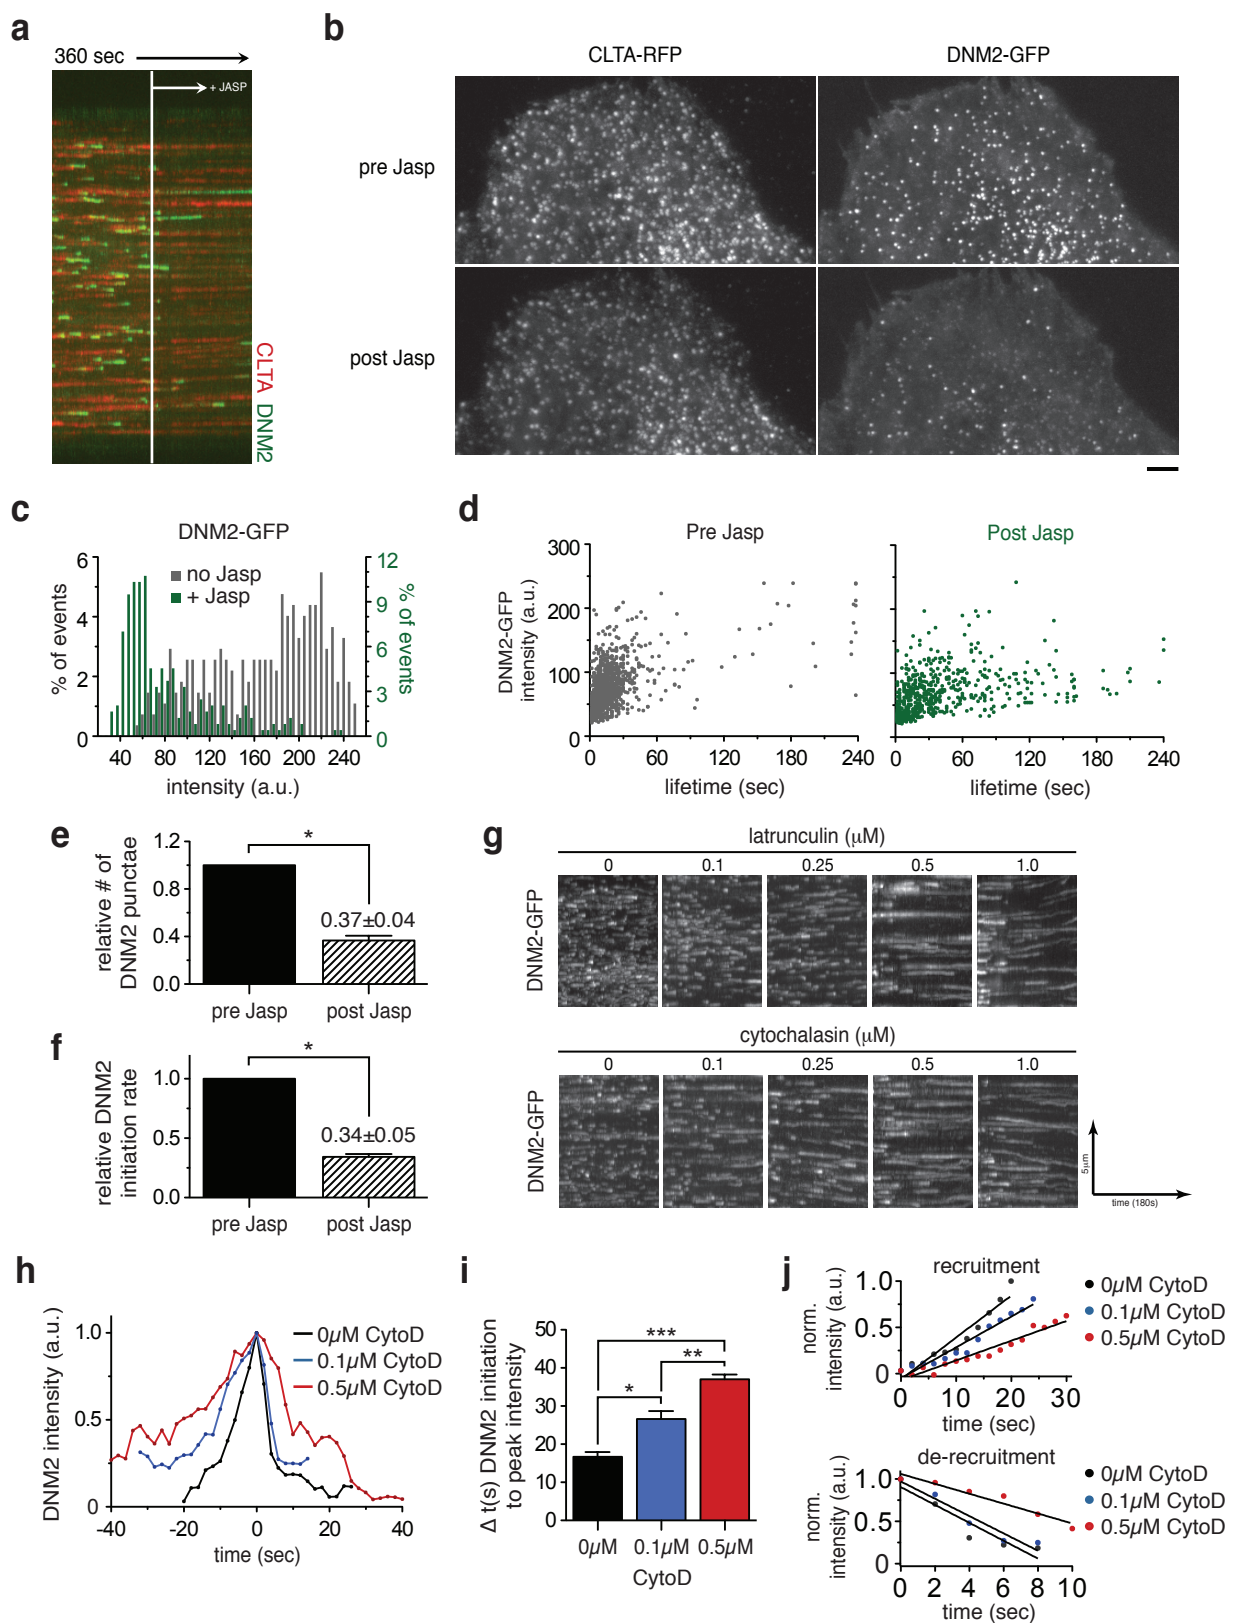 a
360 sec
+ JASP
CLTA DNM2
b
CLTA-RFP
DNM2-GFP
pre Jasp
post Jasp
c
DNM2-GFP
% of events
6
4
2
0
no Jasp
+ Jasp
12
9
6
3
0
% of events
40 80 120 160 200 240
intensity (a.u.)
d
Pre Jasp
Post Jasp
DNM2-GFP
intensity (a.u.)
300
200
100
0
0 60 120 180 240
lifetime (sec)
0 60 120 180 240
lifetime (sec)
e
relative # of
DNM2 punctae
1.2
0.8
0.4
0.0
*
0.37±0.04
pre Jasp
post Jasp
f
relative DNM2
initiation rate
1.0
0.5
0.0
*
0.34±0.05
pre Jasp
post Jasp
g
latrunculin (µM)
0 0.1 0.25 0.5 1.0
DNM2-GFP
cytochalasin (µM)
0 0.1 0.25 0.5 1.0
DNM2-GFP
5µm
time (180s)
h
DNM2 intensity (a.u.)
1.0
0.5
0
0µM CytoD
0.1µM CytoD
0.5µM CytoD
-40 -20 0 20 40
time (sec)
i
Δ t(s) DNM2 initiation
to peak intensity
50
40
30
20
10
0
***
**
*
0µM 0.1µM 0.5µM
CytoD
j
recruitment
norm.
intensity (a.u.)
1.0
0.5
0
0 10 20 30
time (sec)
0µM CytoD
0.1µM CytoD
0.5µM CytoD
de-recruitment
norm.
intensity (a.u.)
1.0
0.5
0
0 2 4 6 8 10
time (sec)
0µM CytoD
0.1µM CytoD
0.5µM CytoD